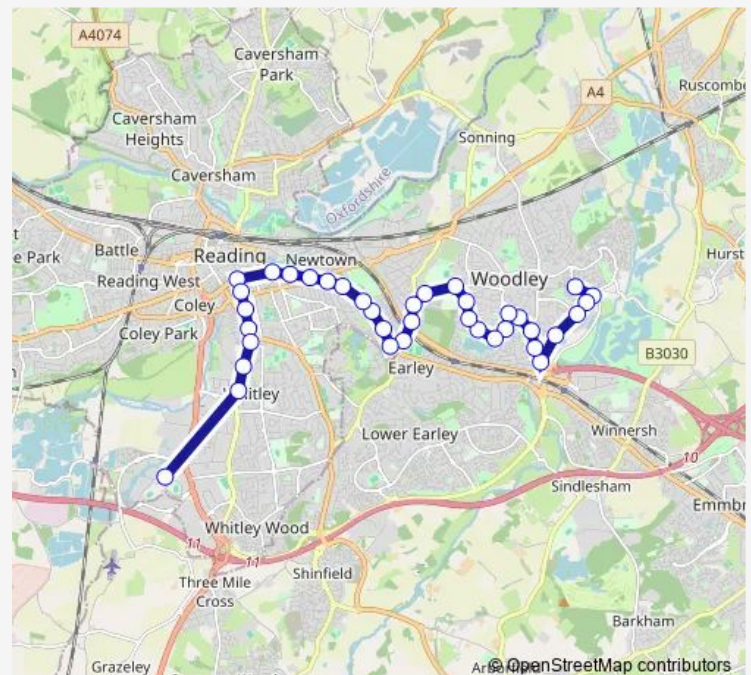 A4074
Caversham
Park
A4
Ruscombe
Caversham
Heights
Sonning
Caversham
Oxfordshire
t
e Park
Battle
Reading
Newtown
Hurst
Reading West
Woodley
Coley
Coley Park
B3030
Earley
Whitley
Lower Earley
Winnersh
10
Sindlesham
Emmbr
11
Whitley Wood
11
Three Mile
Cross
Shinfield
Barkham
Grazeley
© OpenStreetMap contributors